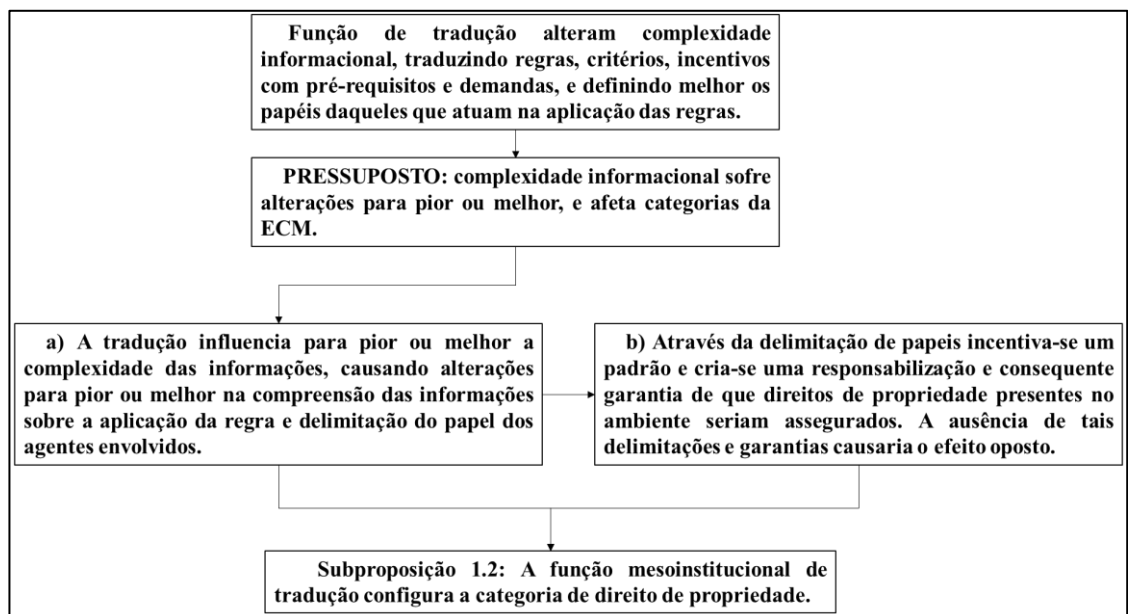 Função de tradução alteram complexidade
informacional, traduzindo regras, critérios, incentivos
com pré-requisitos e demandas, e definindo melhor os
papéis daqueles que atuam na aplicação das regras.
PRESSUPOSTO: complexidade informacional sofre
alterações para pior ou melhor, e afeta categorias da
ECM.
a) A tradução influencia para pior ou melhor a
complexidade das informações, causando alterações
para pior ou melhor na compreensão das informações
sobre a aplicação da regra e delimitação do papel dos
agentes envolvidos.
b) Através da delimitação de papeis incentiva-se um
padrão e cria-se uma responsabilização e consequente
garantia de que direitos de propriedade presentes no
ambiente seriam assegurados. A ausência de tais
delimitações e garantias causaria o efeito oposto.
Subproposição 1.2: A função mesoinstitucional de
tradução configura a categoria de direito de propriedade.